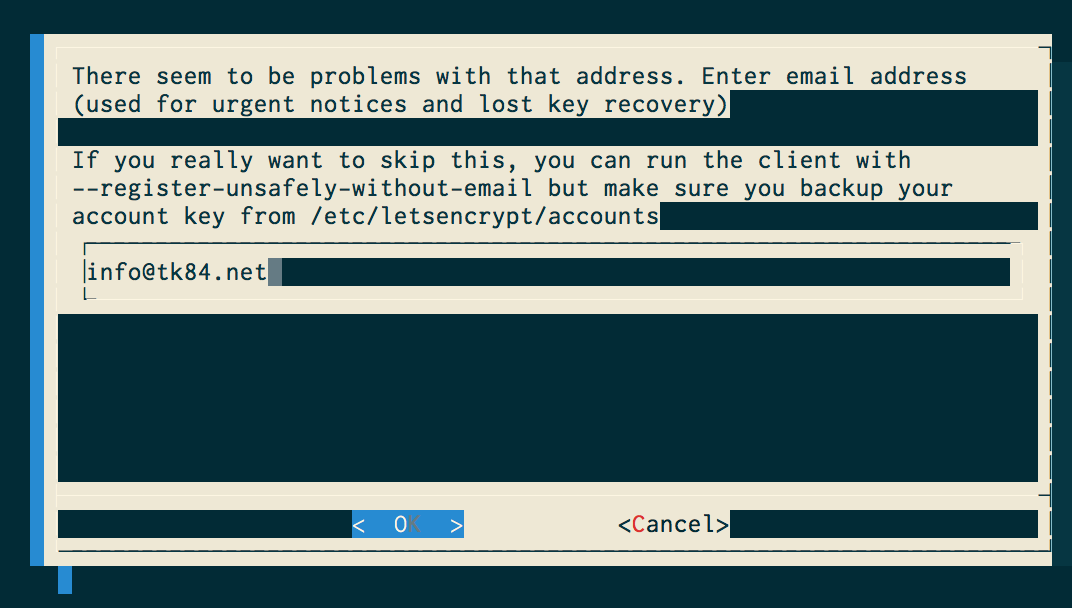 There seem to be problems with that address. Enter email address
(used for urgent notices and lost key recovery)
If you really want to skip this, you can run the client with
--register-unsafely-without-email but make sure you backup your
account key from /etc/letsencrypt/accounts
info@tk84.net
< OK > <Cancel>